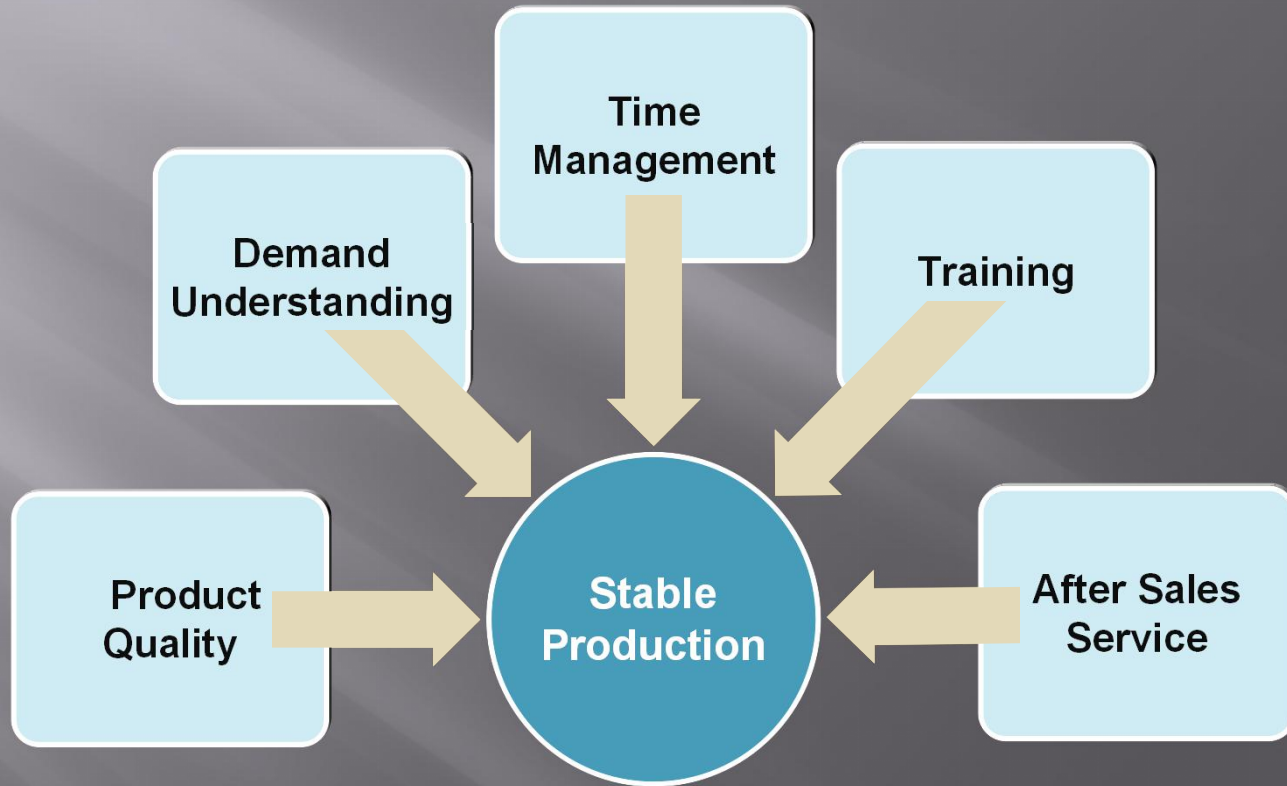 Time
Management
Demand
Understanding
Training
Product
Quality
Stable
Production
After Sales
Service